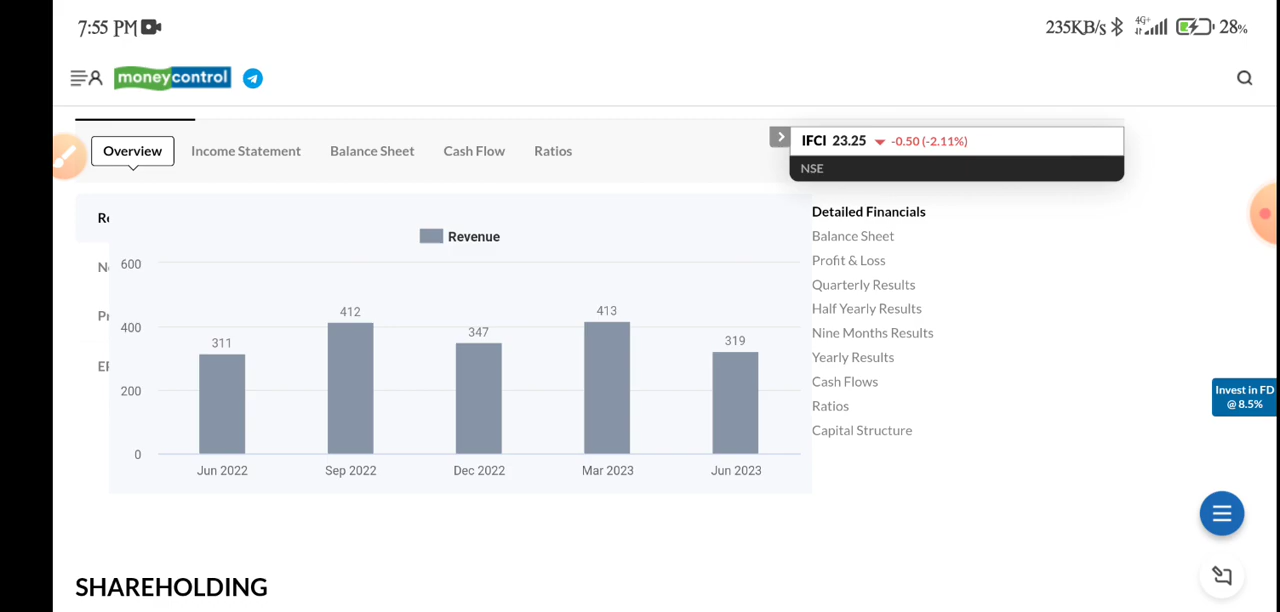 7:55 PM
235KB/s 4G+ 28%
moneycontrol
Overview Income Statement Balance Sheet Cash Flow Ratios
IFCI 23.25 -0.50 (-2.11%)
NSE
Revenue
600
400
200
0
311
412
347
413
319
Jun 2022 Sep 2022 Dec 2022 Mar 2023 Jun 2023
Detailed Financials
Balance Sheet
Profit & Loss
Quarterly Results
Half Yearly Results
Nine Months Results
Yearly Results
Cash Flows
Ratios
Capital Structure
Invest in FD
@ 8.5%
SHAREHOLDING